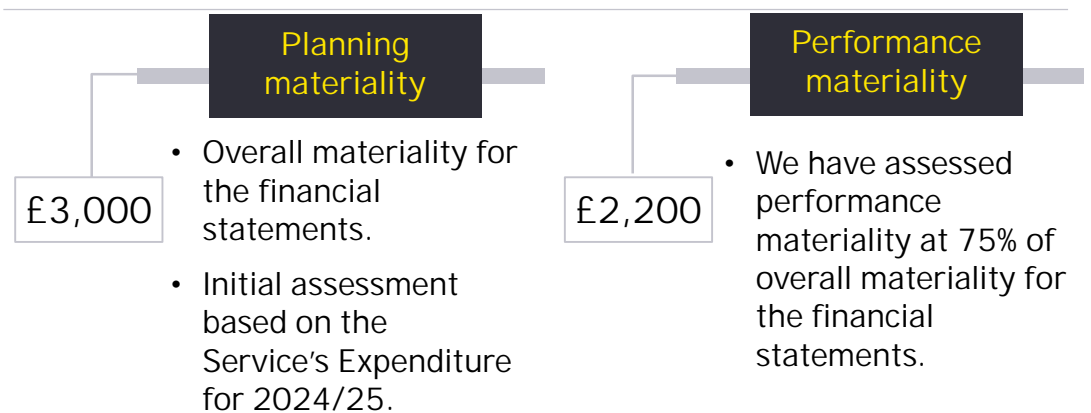 Planning
materiality
£3,000
• Overall materiality for
the financial
statements.
• Initial assessment
based on the
Service's Expenditure
for 2024/25.
Performance
materiality
£2,200
• We have assessed
performance
materiality at 75% of
overall materiality for
the financial
statements.